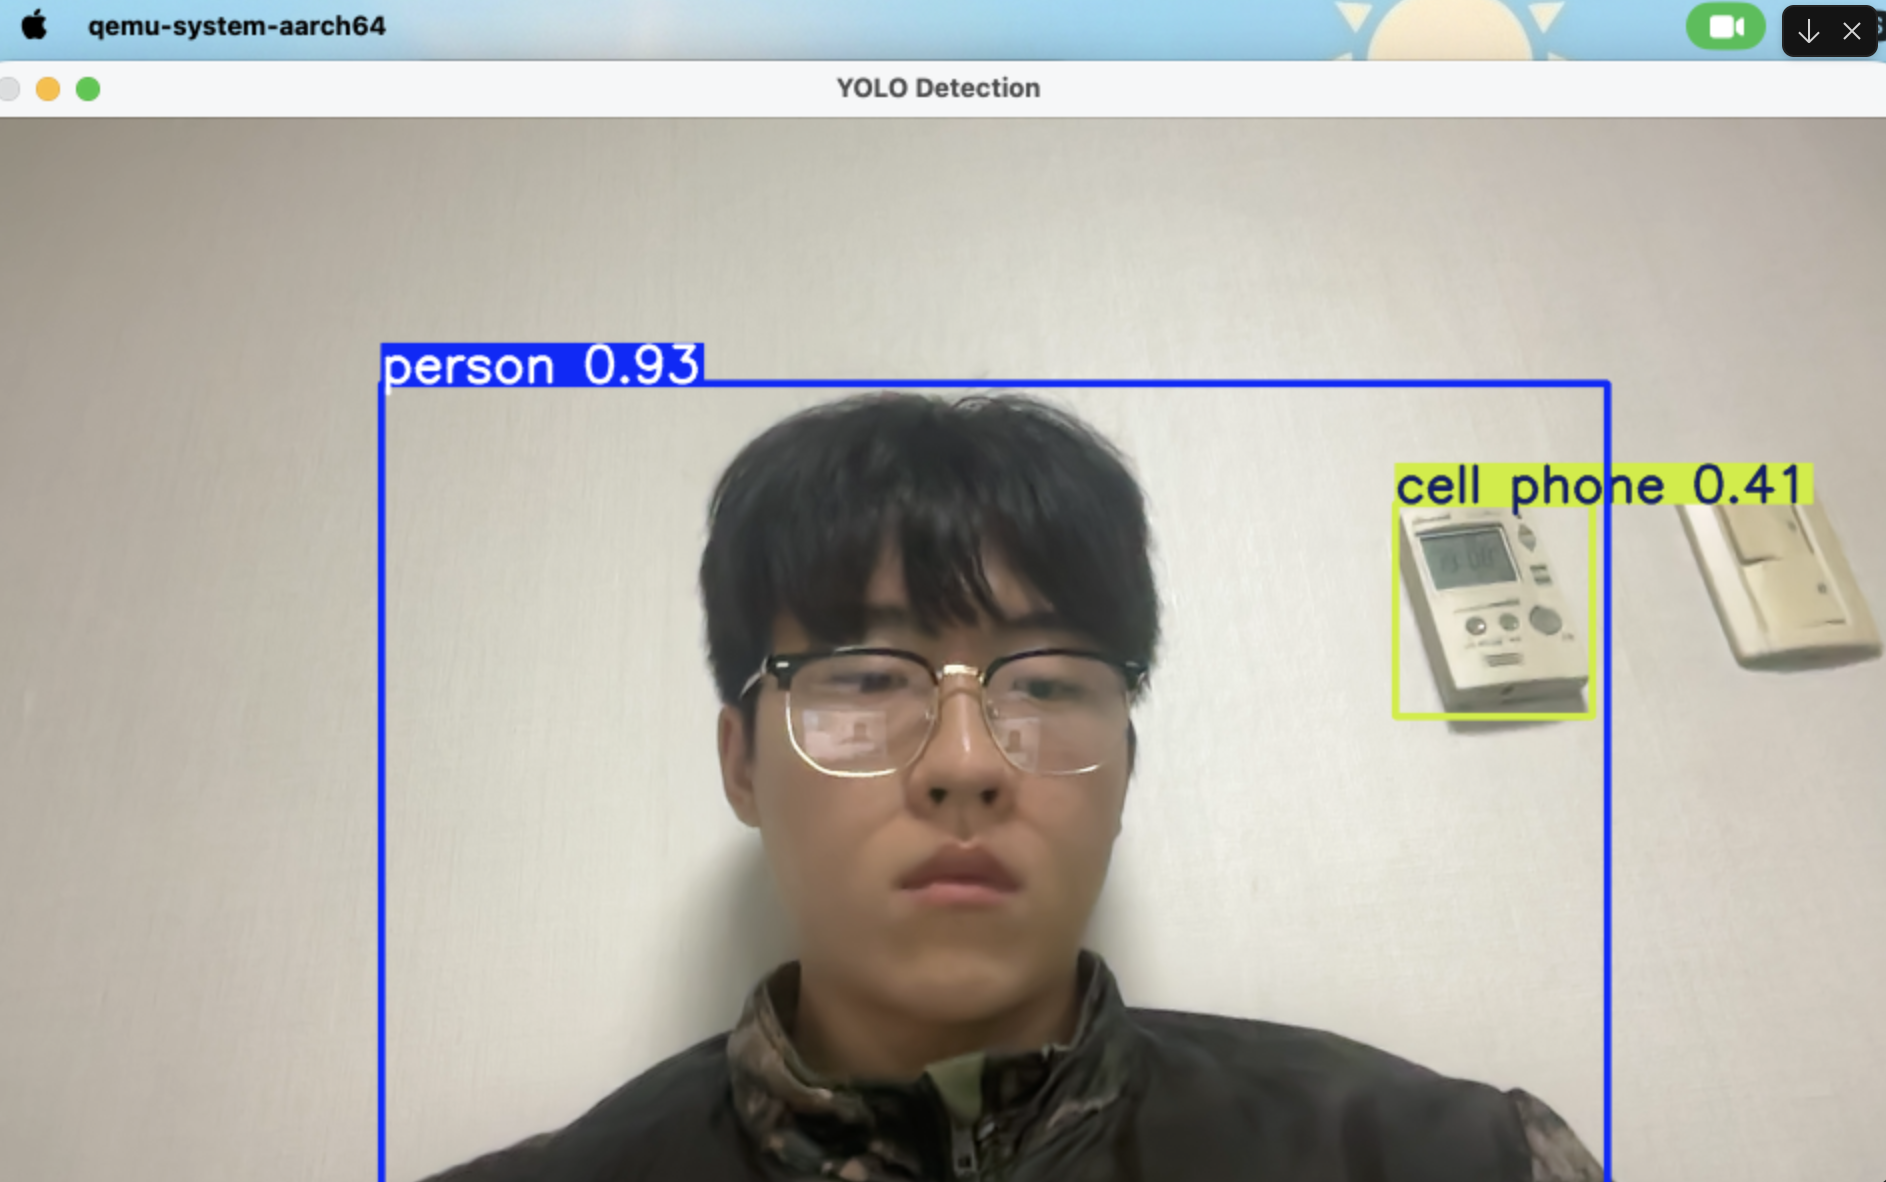 qemu-system-aarch64
YOLO Detection
person 0.93
cell phone 0.41